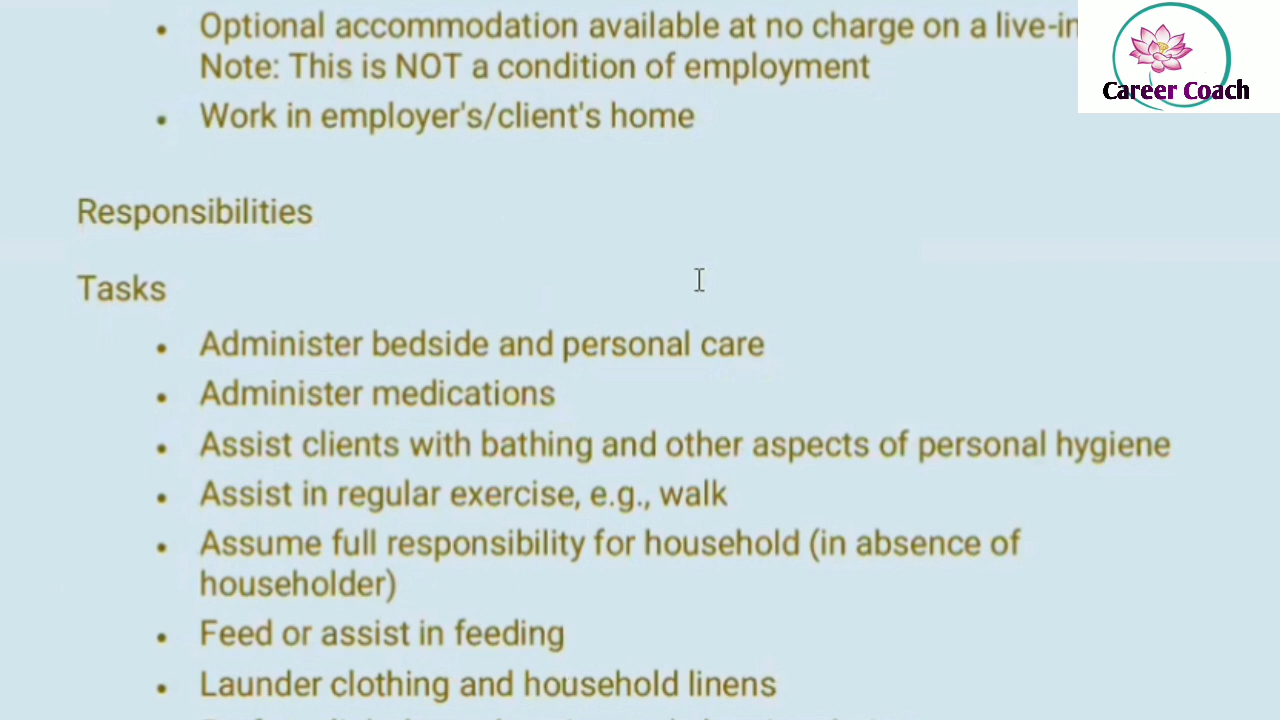 Optional accommodation available at no charge on a live-in
Note: This is NOT a condition of employment
Work in employer's/client's home
Career Coach
Responsibilities
Tasks
Administer bedside and personal care
Administer medications
Assist clients with bathing and other aspects of personal hygiene
Assist in regular exercise, e.g., walk
Assume full responsibility for household (in absence of
householder)
Feed or assist in feeding
Launder clothing and household linens